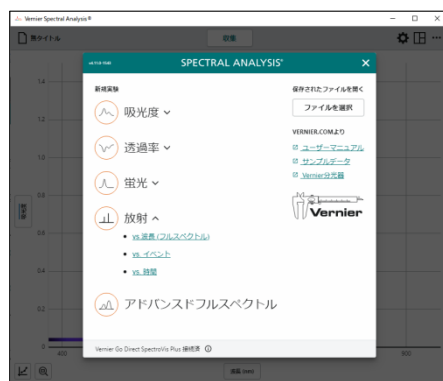 Vernier Spectral Analysis®
無タイトル
収集
SPECTRAL ANALYSIS®
新規実験
吸光度
透過率
蛍光
放射
• vs 波長 (フルスペクトル)
• vs. イベント
• vs. 時間
アドバンスドフルスペクトル
保存されたファイルを開く
ファイルを選択
VERNIER.COMより
ユーザーマニュアル
サンプルデータ
Vernier分光器
Vernier
Vernier Go Direct SpectroVis Plus 接続済
1.4
1.2
1.0
0.8
0.6
0.4
0.2
0
400
900
波長 (nm)